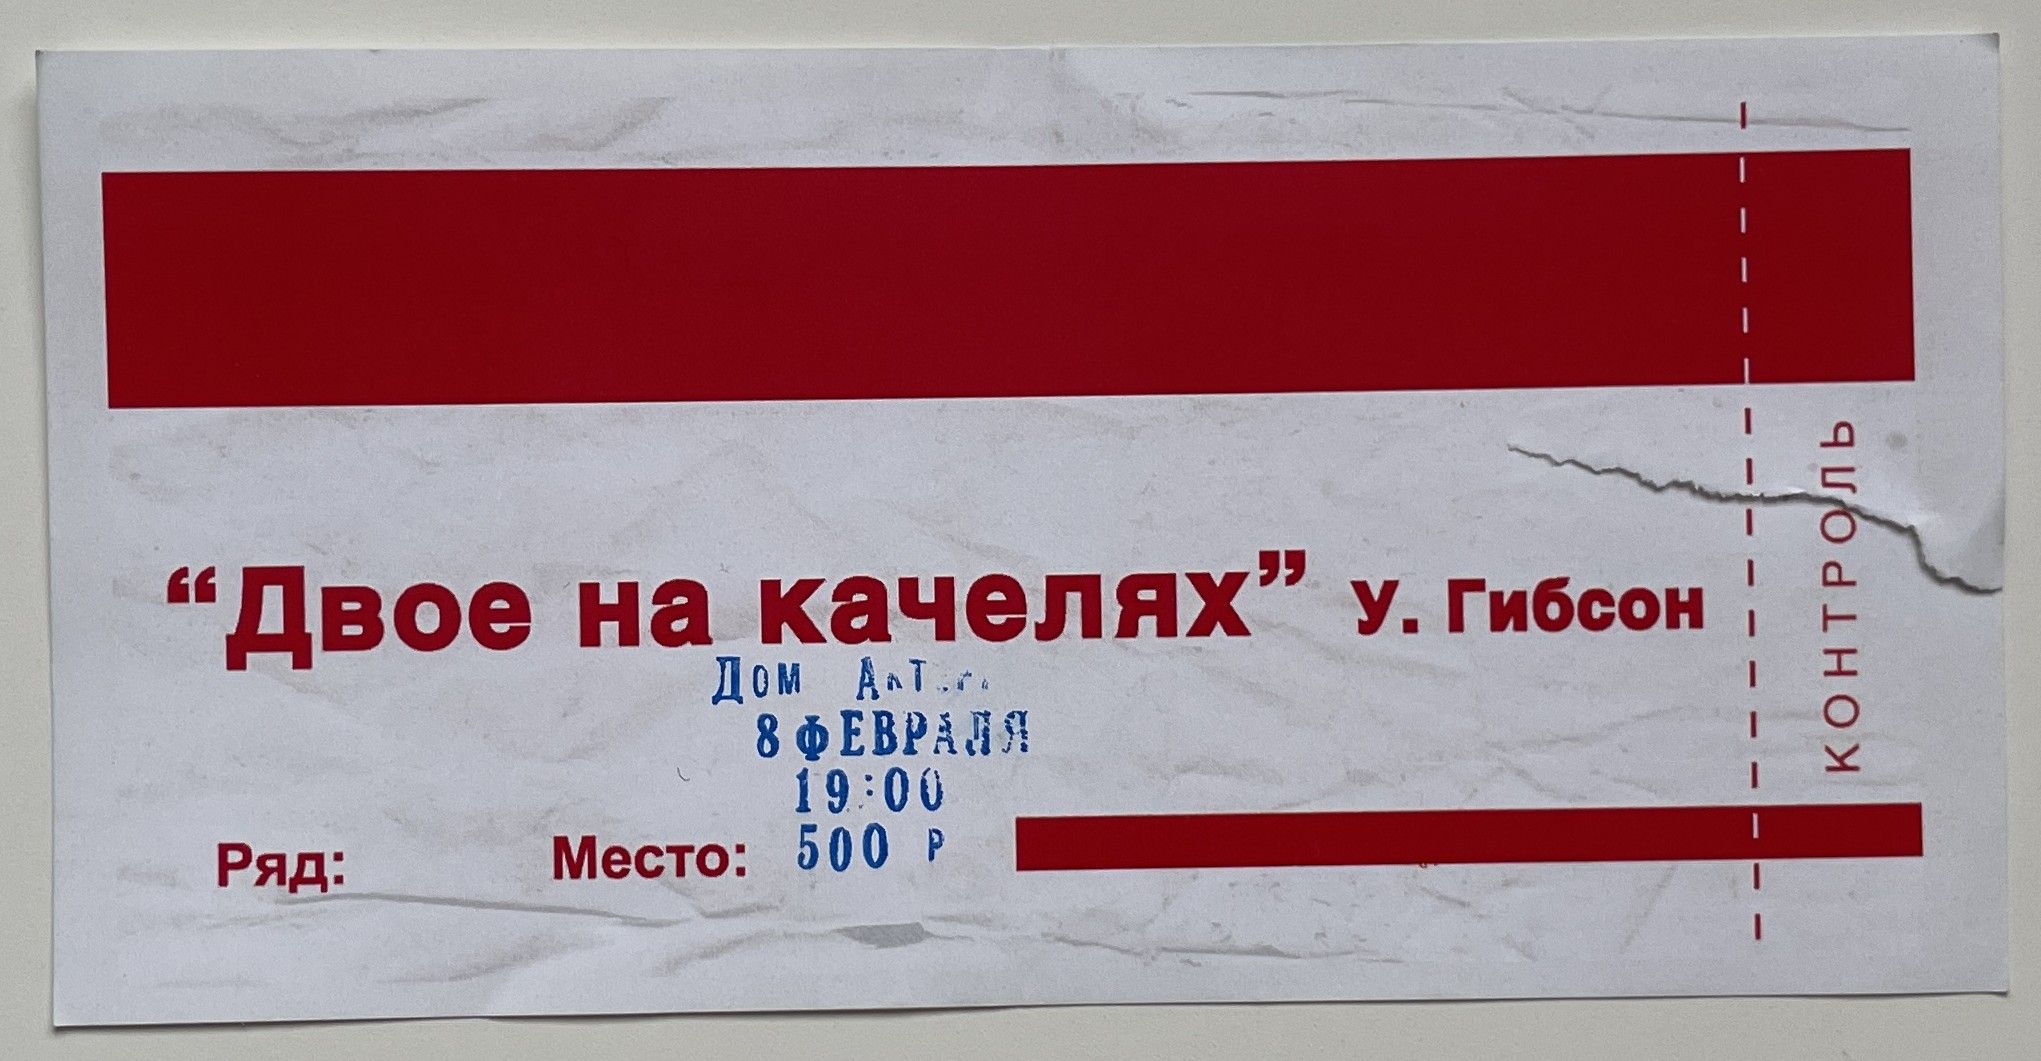 “Двое на качелях” У. Гибсон
Дом
8 ФЕВРАЛЯ
19:00
500 Р
Ряд:
Место:
КОНТРОЛЬ